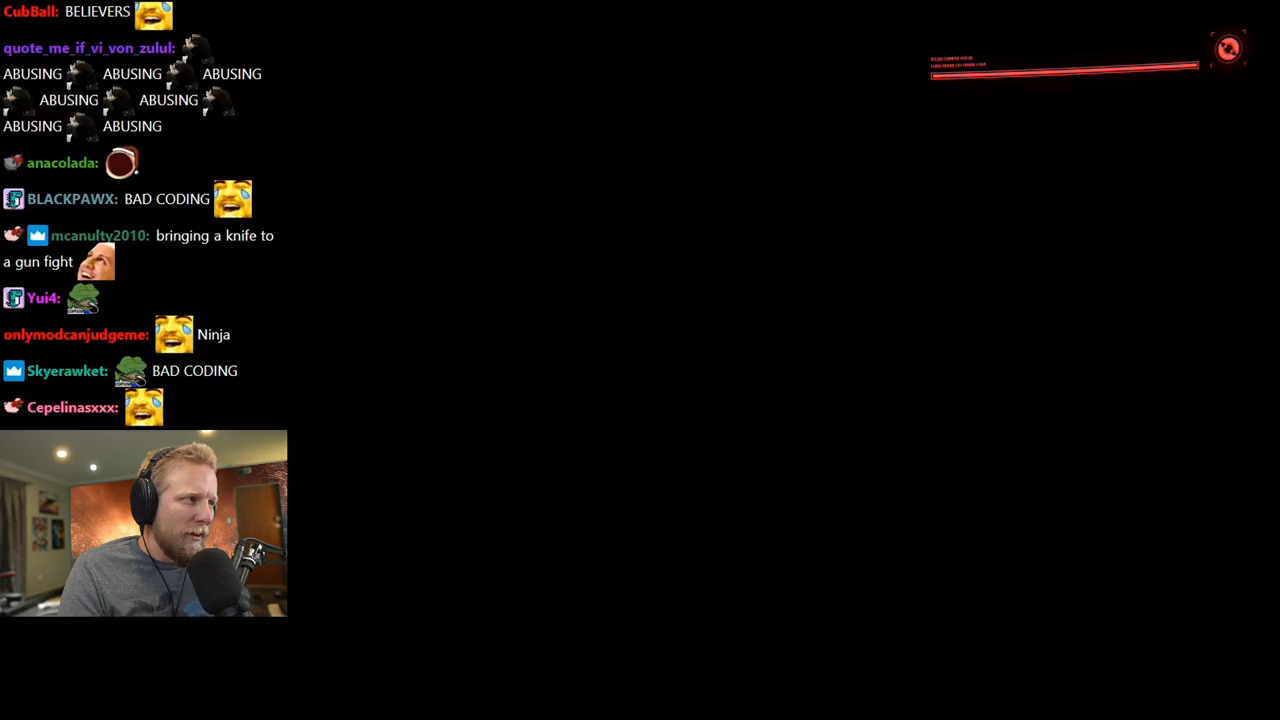 CubBall: BELIEVERS
quote_me_if_vi_von_zulul:
ABUSING ABUSING ABUSING
ABUSING ABUSING
ABUSING ABUSING
anacolada:
BLACKPAWX: BAD CODING
mcanulty2010: bringing a knife to
a gun fight
Yui4:
onlymodcanjudgeme: Ninja
Skyerawket: BAD CODING
Cepelinasxxx: